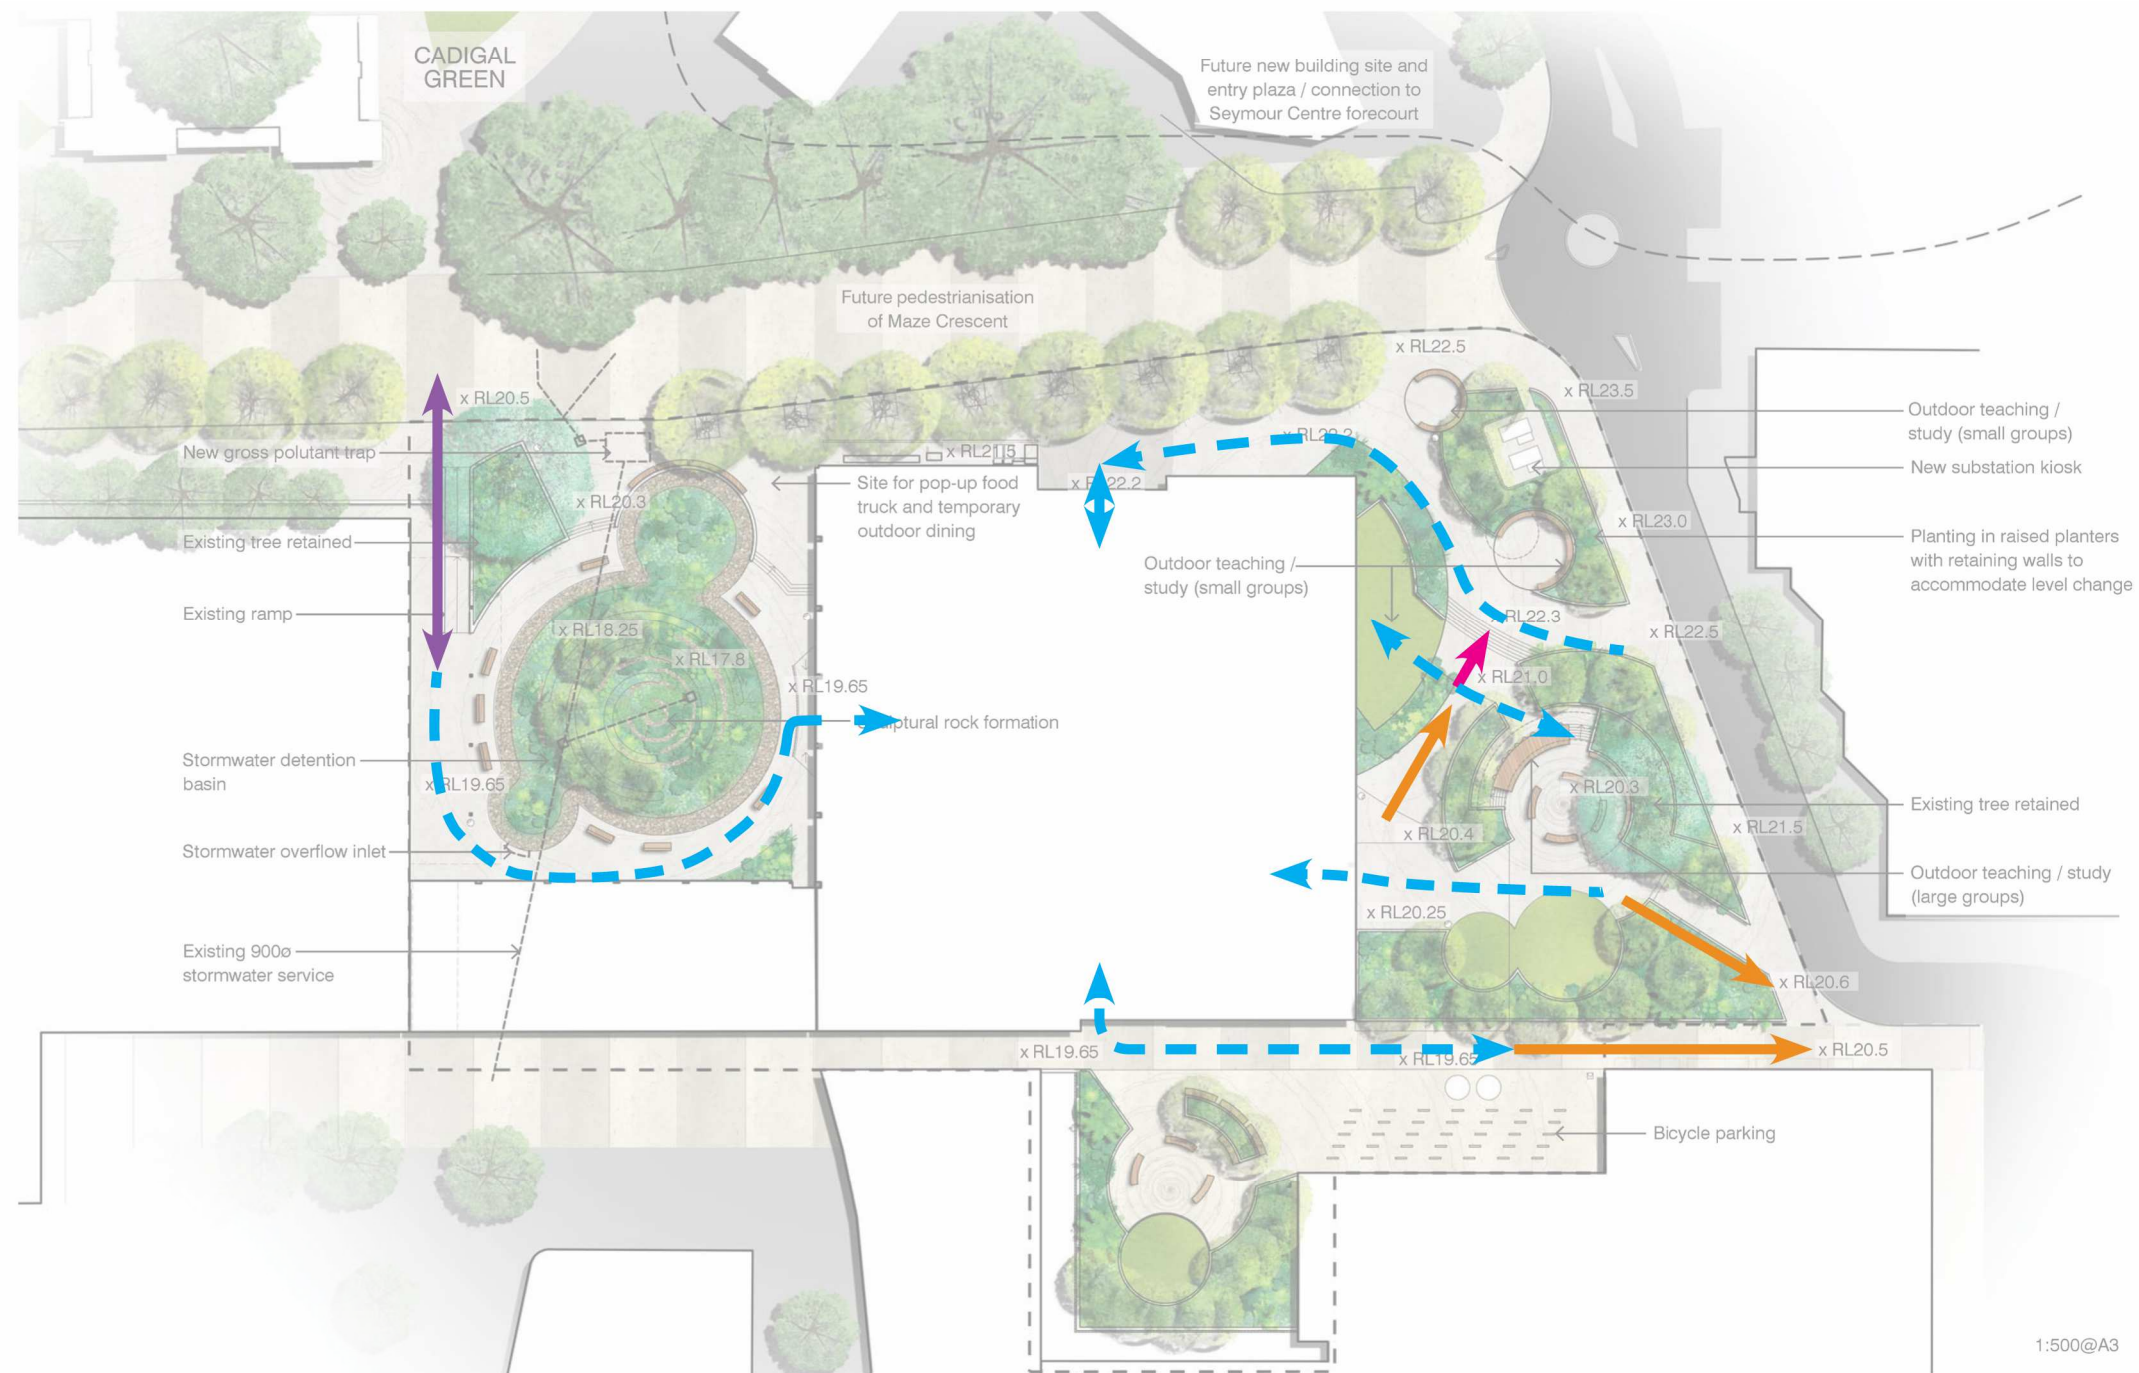 CADIGAL
GREEN
Future new building site and
entry plaza / connection to
Seymour Centre forecourt
Future pedestrianisation
of Maze Crescent
x RL22.5
x RL23.5
x RL20.5
Outdoor teaching /
study (small groups)
x RL22.2
New gross polutant trap
x RL21.5
New substation kiosk
Site for pop-up food
truck and temporary
outdoor dining
x RL22.2
x RL20.3
x RL23.0
Existing tree retained
Planting in raised planters
with retaining walls to
accommodate level change
Outdoor teaching /
study (small groups)
Existing ramp
x RL22.3
x RL18.25
x RL22.5
x RL17.8
x RL21.0
x RL19.65
sculptural rock formation
Stormwater detention
basin
x RL19.65
x RL20.3
Existing tree retained
x RL21.5
x RL20.4
Stormwater overflow inlet
Outdoor teaching / study
(large groups)
x RL20.25
Existing 900ø
stormwater service
x RL20.6
x RL19.65
x RL19.65
x RL20.5
Bicycle parking
1:500@A3